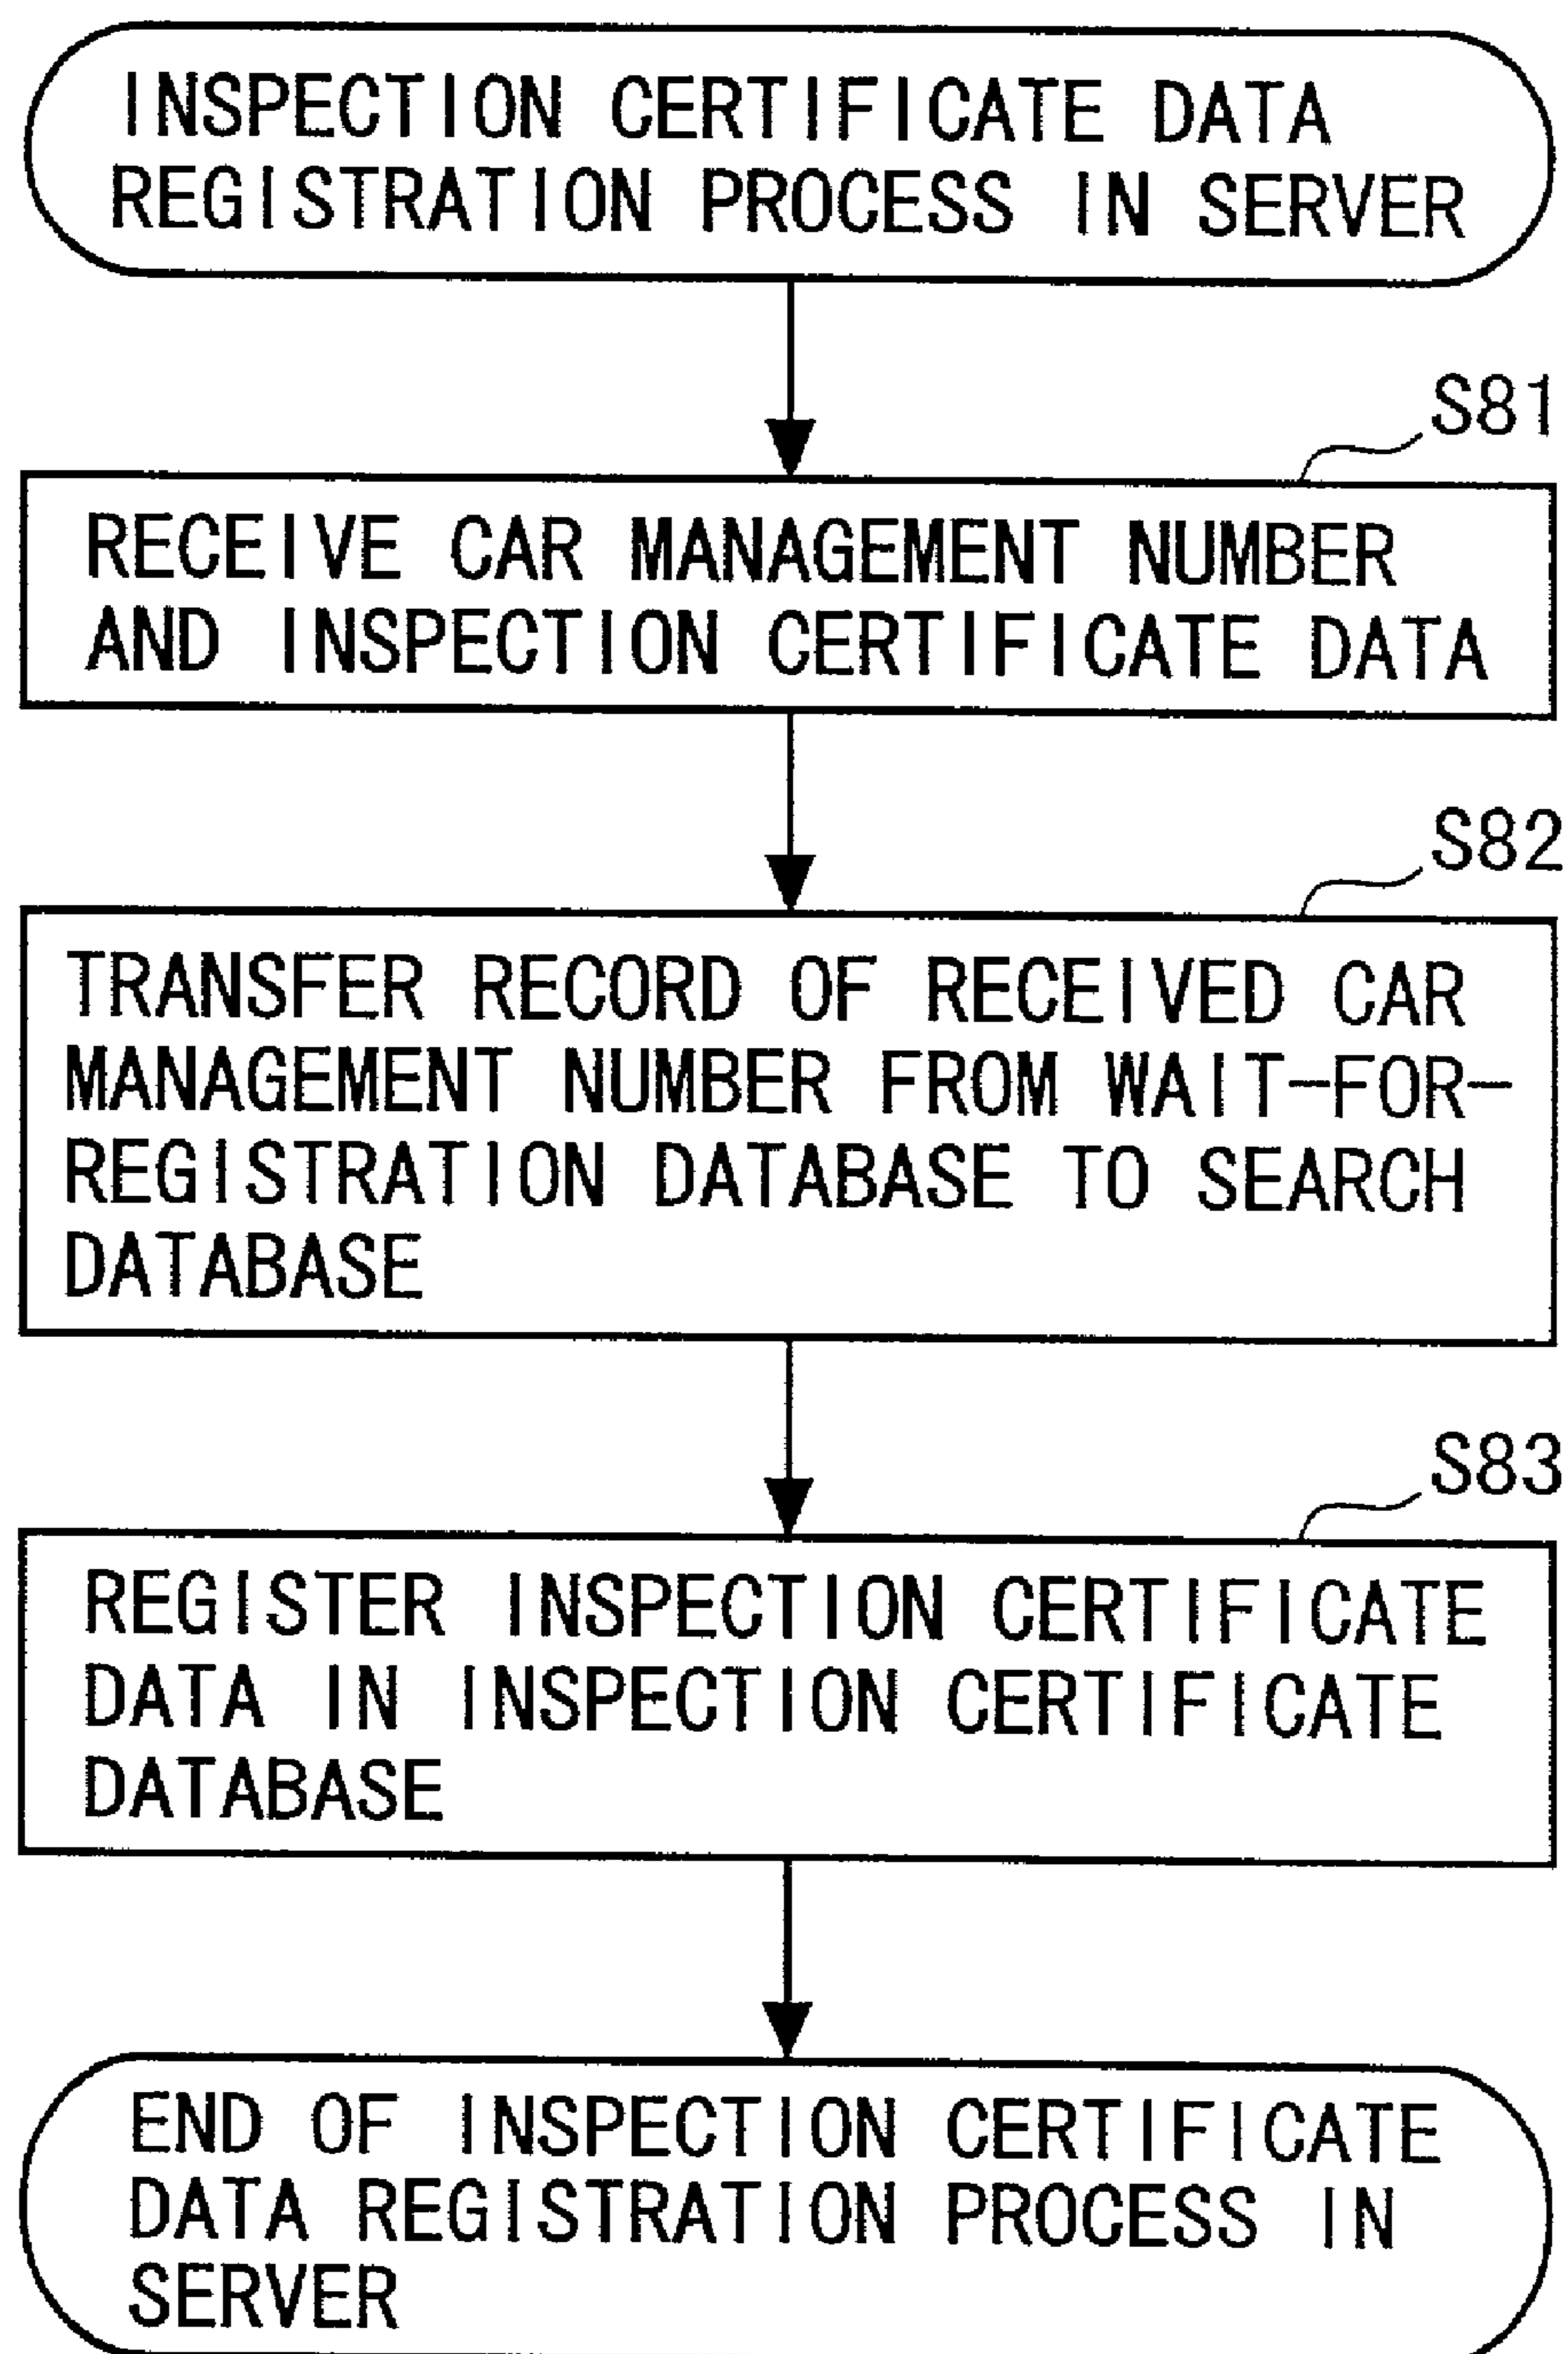 INSPECTION CERTIFICATE DATA
REGISTRATION PROCESS IN SERVER
S81
RECEIVE CAR MANAGEMENT NUMBER
AND INSPECTION CERTIFICATE DATA
S82
TRANSFER RECORD OF RECEIVED CAR
MANAGEMENT NUMBER FROM WAIT-FOR-
REGISTRATION DATABASE TO SEARCH
DATABASE
S83
REGISTER INSPECTION CERTIFICATE
DATA IN INSPECTION CERTIFICATE
DATABASE
END OF INSPECTION CERTIFICATE
DATA REGISTRATION PROCESS IN
SERVER